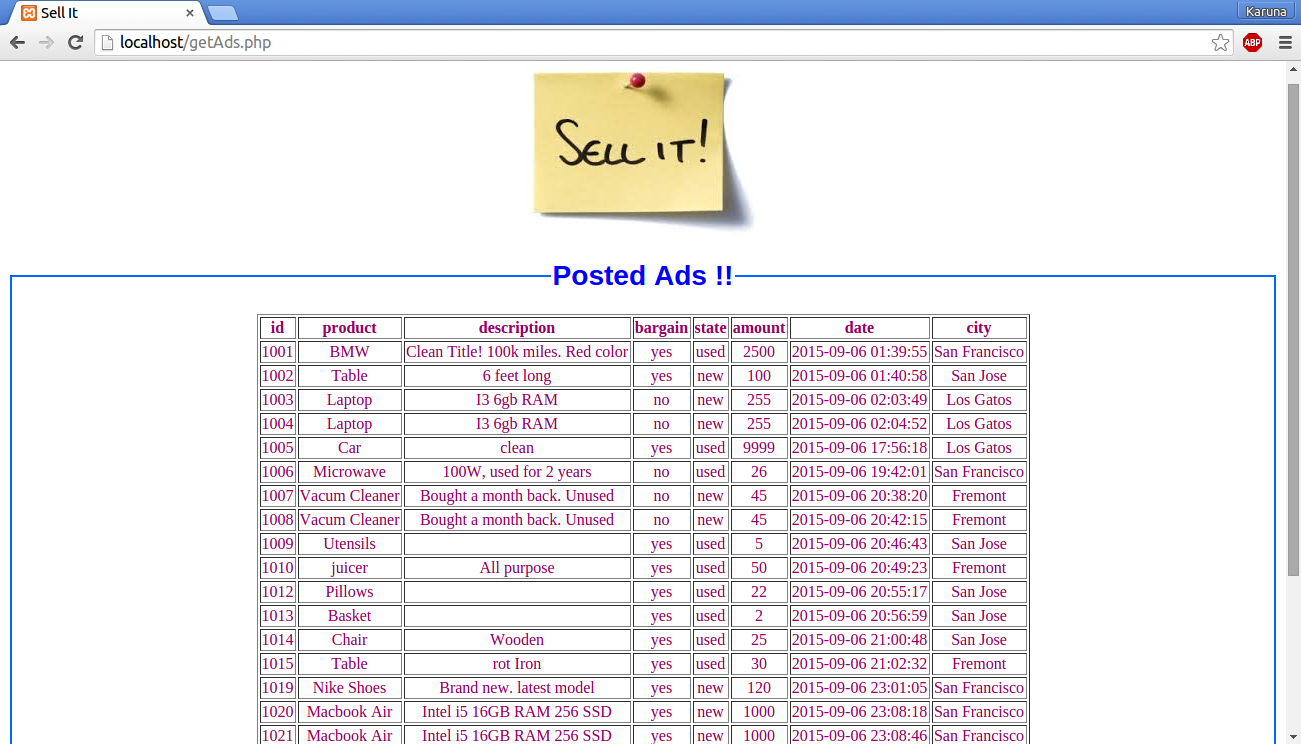 Sell It
Karuna
localhost/getAds.php
ABP
SELL IT!
Posted Ads !!
id product description bargain state amount date city
1001 BMW Clean Title! 100k miles. Red color yes used 2500 2015-09-06 01:39:55 San Francisco
1002 Table 6 feet long yes new 100 2015-09-06 01:40:58 San Jose
1003 Laptop I3 6gb RAM no new 255 2015-09-06 02:03:49 Los Gatos
1004 Laptop I3 6gb RAM no new 255 2015-09-06 02:04:52 Los Gatos
1005 Car clean yes used 9999 2015-09-06 17:56:18 Los Gatos
1006 Microwave 100W, used for 2 years no used 26 2015-09-06 19:42:01 San Francisco
1007 Vacum Cleaner Bought a month back. Unused no new 45 2015-09-06 20:38:20 Fremont
1008 Vacum Cleaner Bought a month back. Unused no new 45 2015-09-06 20:42:15 Fremont
1009 Utensils yes used 5 2015-09-06 20:46:43 San Jose
1010 juicer All purpose yes used 50 2015-09-06 20:49:23 Fremont
1012 Pillows yes used 22 2015-09-06 20:55:17 San Jose
1013 Basket yes used 2 2015-09-06 20:56:59 San Jose
1014 Chair Wooden yes used 25 2015-09-06 21:00:48 San Jose
1015 Table rot Iron yes used 30 2015-09-06 21:02:32 Fremont
1019 Nike Shoes Brand new. latest model yes new 120 2015-09-06 23:01:05 San Francisco
1020 Macbook Air Intel i5 16GB RAM 256 SSD yes new 1000 2015-09-06 23:08:18 San Francisco
1021 Macbook Air Intel i5 16GB RAM 256 SSD yes new 1000 2015-09-06 23:08:46 San Francisco